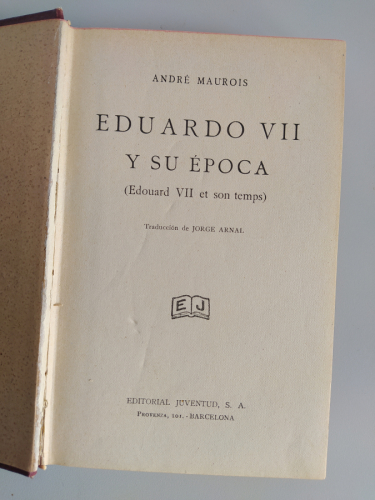 ANDRÉ MAUROIS
EDUARDO VII
Y SU ÉPOCA
(Edouard VII et son temps)
Traducción de JORGE ARNAL
E J
EDITORIAL JUVENTUD, S. A.
PROVENZA, 101. - BARCELONA